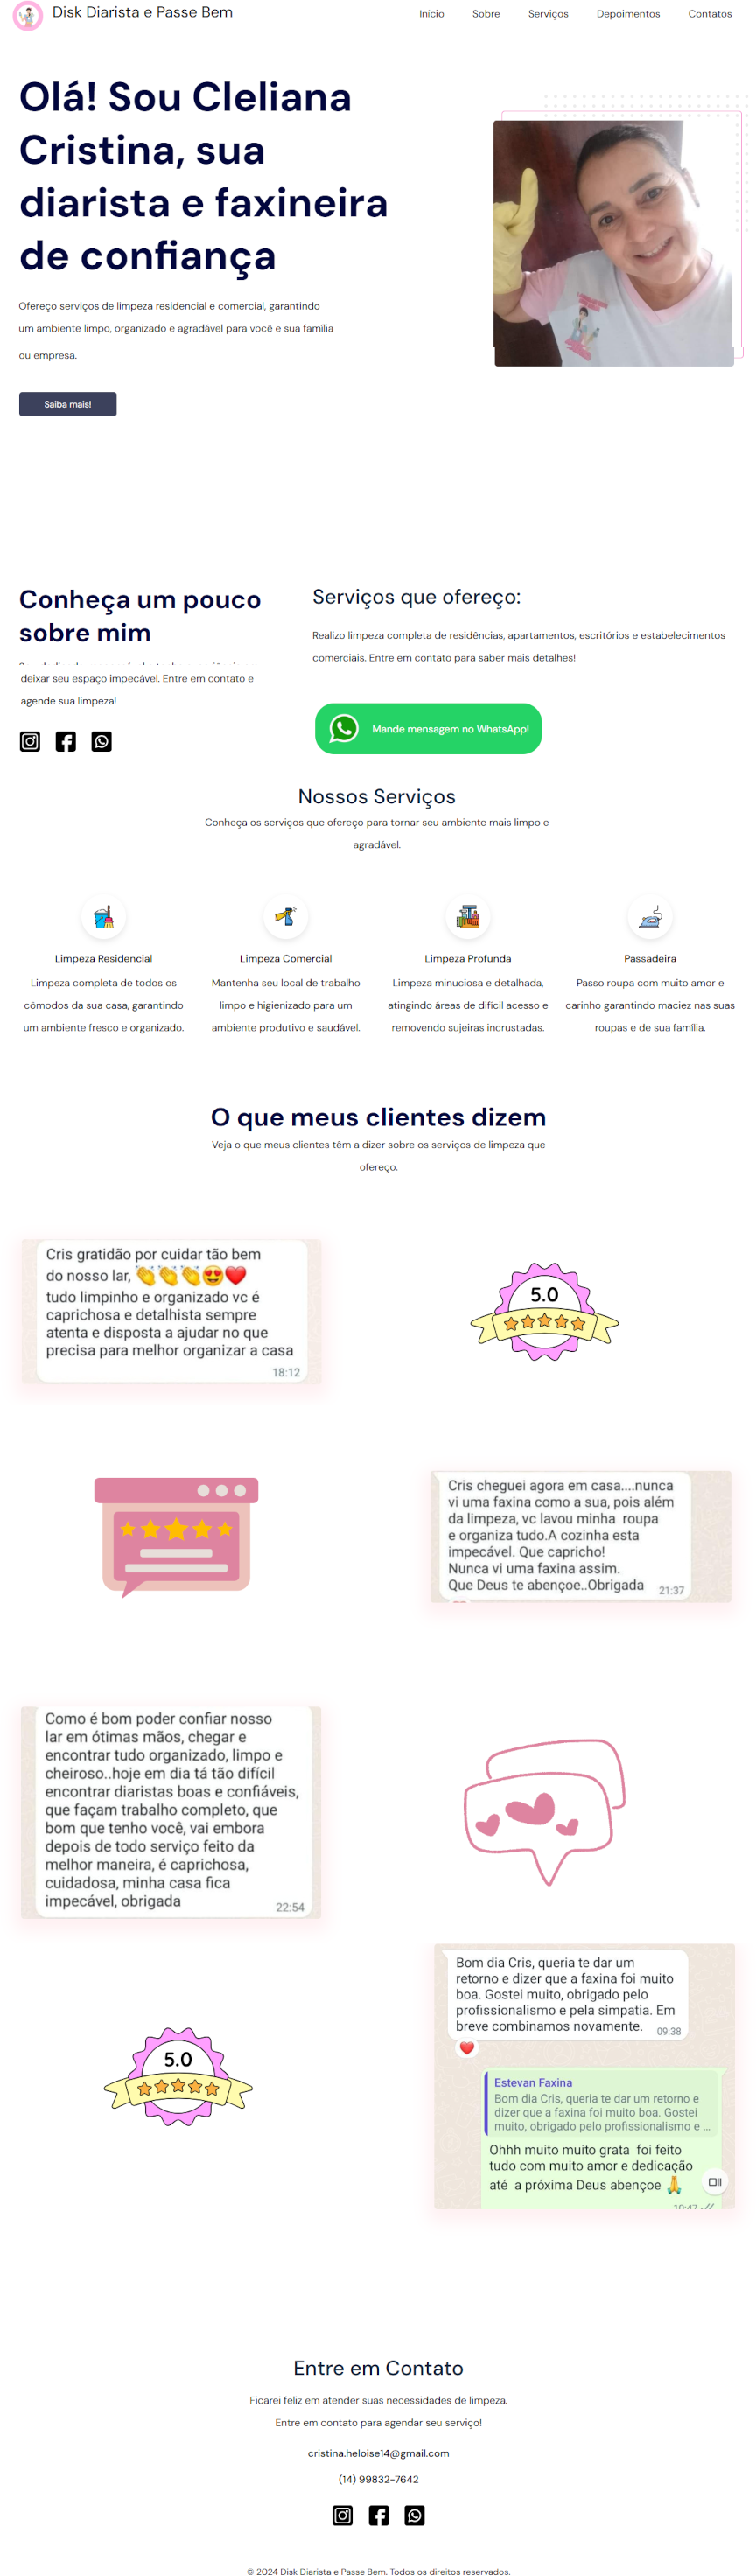 Disk Diarista e Passe Bem
Inicio
Sobre
Serviços
Depoimentos
Contatos
Olá! Sou Cleliana
Cristina, sua
diarista e faxineira
de confiança
Ofereço serviços de limpeza residencial e comercial, garantindo
um ambiente limpo, organizado e agradável para você e sua família
ou empresa.
Saiba mais!
Conheça um pouco
sobre mim
deixar seu espaço impecável. Entre em contato e
agende sua limpeza!
Serviços que ofereço:
Realizo limpeza completa de residências, apartamentos, escritórios e estabelecimentos
comerciais. Entre em contato para saber mais detalhes!
Mande mensagem no WhatsApp!
Nossos Serviços
Conheça os serviços que ofereço para tornar seu ambiente mais limpo e
agradável.
Limpeza Residencial
Limpeza completa de todos os
cômodos da sua casa, garantindo
um ambiente fresco e organizado.
Limpeza Comercial
Mantenha seu local de trabalho
limpo e higienizado para um
ambiente produtivo e saudável.
Limpeza Profunda
Limpeza minuciosa e detalhada,
atingindo áreas de difícil acesso e
removendo sujeiras incrustadas.
Passadeira
Passo roupa com muito amor e
carinho garantindo maciez nas suas
roupas e de sua família.
O que meus clientes dizem
Veja o que meus clientes têm a dizer sobre os serviços de limpeza que
ofereço.
Cris gratidão por cuidar tão bem
do nosso lar, 👏👏👏😍❤️
tudo limpinho e organizado vc é
caprichosa e detalhista sempre
atenta e disposta a ajudar no que
precisa para melhor organizar a casa
18:12
5.0
Cris cheguei agora em casa....nunca
vi uma faxina como a sua, pois além
da limpeza, vc lavou minha roupa
e organiza tudo.A cozinha esta
impecável. Que capricho!
Nunca vi uma faxina assim.
Que Deus te abençoe..Obrigada
21:37
Como é bom poder confiar nosso
lar em ótimas mãos, chegar e
encontrar tudo organizado, limpo e
cheiroso..hoje em dia tá tão difícil
encontrar diaristas boas e confiáveis,
que façam trabalho completo, que
bom que tenho você, vai embora
depois de todo serviço feito da
melhor maneira, é caprichosa,
cuidadosa, minha casa fica
impecável, obrigada
22:54
5.0
Bom dia Cris, queria te dar um
retorno e dizer que a faxina foi muito
boa. Gostei muito, obrigado pelo
profissionalismo e pela simpatia. Em
breve combinamos novamente.
09:38
❤️
Estevan Faxina
Bom dia Cris, queria te dar um retorno e
dizer que a faxina foi muito boa. Gostei
muito, obrigado pelo profissionalismo e ...
Ohhh muito muito grata foi feito
tudo com muito amor e dedicação
até a próxima Deus abençoe 🙏
10:47
Entre em Contato
Ficarei feliz em atender suas necessidades de limpeza.
Entre em contato para agendar seu serviço!
cristina.heloise14@gmail.com
(14) 99832-7642
© 2024 Disk Diarista e Passe Bem. Todos os direitos reservados.